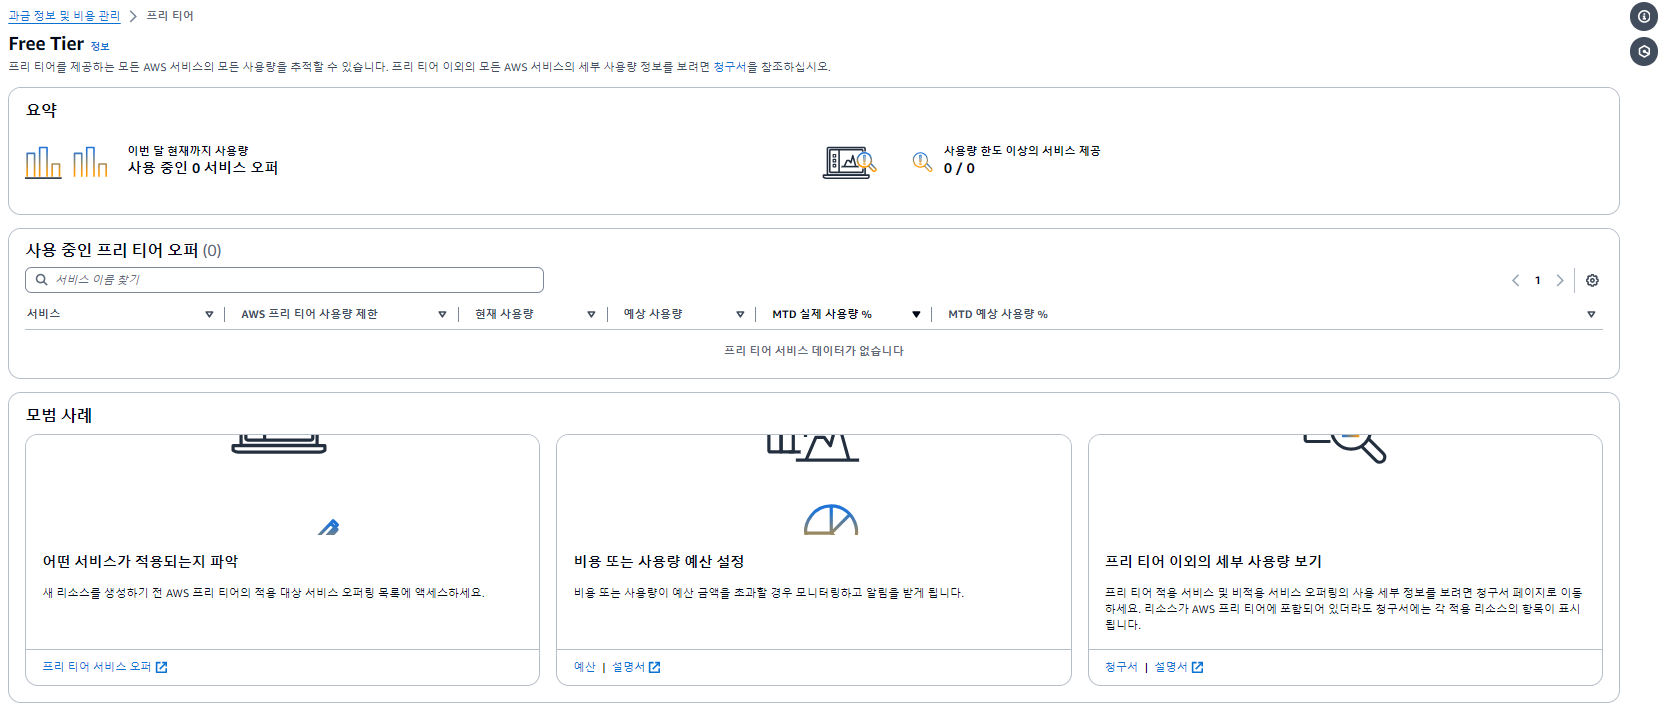 과금 정보 및 비용 관리 > 프리 티어
Free Tier 정보
프리 티어를 제공하는 모든 AWS 서비스의 모든 사용량을 추적할 수 있습니다. 프리 티어 이외의 모든 AWS 서비스의 세부 사용량 정보를 보려면 청구서을 참조하십시오.
요약
이번 달 현재까지 사용량
사용 중인 0 서비스 오퍼
사용량 한도 이상의 서비스 제공
0 / 0
사용 중인 프리 티어 오퍼 (0)
서비스 이름 찾기
1
서비스 AWS 프리 티어 사용량 제한 현재 사용량 예상 사용량 MTD 실제 사용량 % MTD 예상 사용량 %
프리 티어 서비스 데이터가 없습니다
모범 사례
어떤 서비스가 적용되는지 파악
새 리소스를 생성하기 전 AWS 프리 티어의 적용 대상 서비스 오퍼링 목록에 액세스하세요.
프리 티어 서비스 오퍼
비용 또는 사용량 예산 설정
비용 또는 사용량이 예산 금액을 초과할 경우 모니터링하고 알림을 받게 됩니다.
예산 | 설명서
프리 티어 이외의 세부 사용량 보기
프리 티어 적용 서비스 및 비적용 서비스 오퍼링의 사용 세부 정보를 보려면 청구서 페이지로 이동
하세요. 리소스가 AWS 프리 티어에 포함되어 있더라도 청구서에는 각 적용 리소스의 항목이 표시
됩니다.
청구서 | 설명서